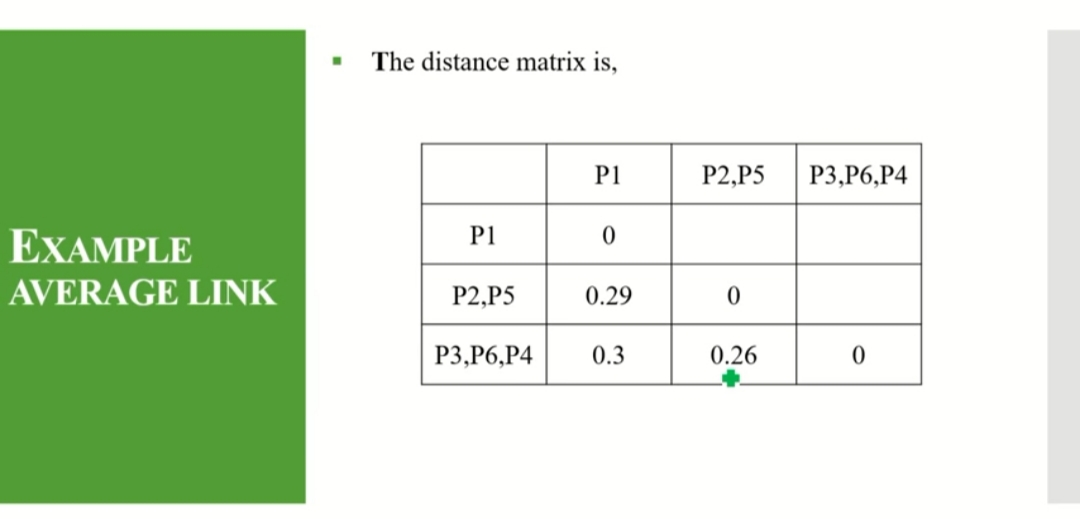 EXAMPLE
AVERAGE LINK
▪ The distance matrix is,
P1 P2,P5 P3,P6,P4
P1 0
P2,P5 0.29 0
P3,P6,P4 0.3 0.26 0